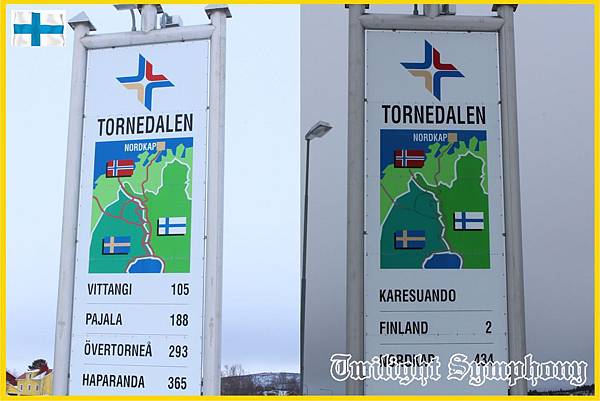 TORNEDALEN
NORDKAP
VITTANGI 105
PAJALA 188
ÖVERTORNEÅ 293
HAPARANDA 365
TORNEDALEN
NORDKAP
KARESUANDO
FINLAND 2
NORDKAP 434
Twilight Symphony